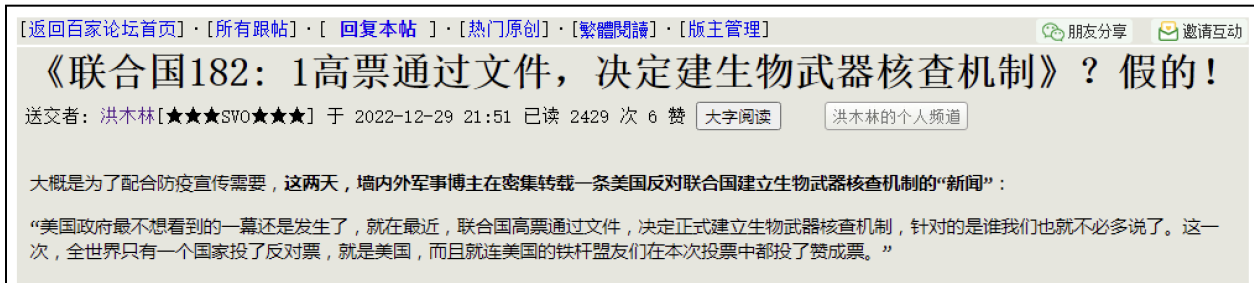 [返回百家论坛首页]·[所有跟帖]·[ 回复本帖 ]·[热门原创]·[繁體閱讀]·[版主管理] 朋友分享 邀请互动
《联合国182：1高票通过文件，决定建生物武器核查机制》？假的！
送交者: 洪木林[★★★SVO★★★] 于 2022-12-29 21:51 已读 2429 次 6 赞 大字阅读 洪木林的个人频道
大概是为了配合防疫宣传需要，这两天，墙内外军事博主在密集转载一条美国反对联合国建立生物武器核查机制的“新闻”：
“美国政府最不想看到的一幕还是发生了，就在最近，联合国高票通过文件，决定正式建立生物武器核查机制，针对的是谁我们也就不必多说了。这一
次，全世界只有一个国家投了反对票，就是美国，而且就连美国的铁杆盟友们在本次投票中都投了赞成票。”